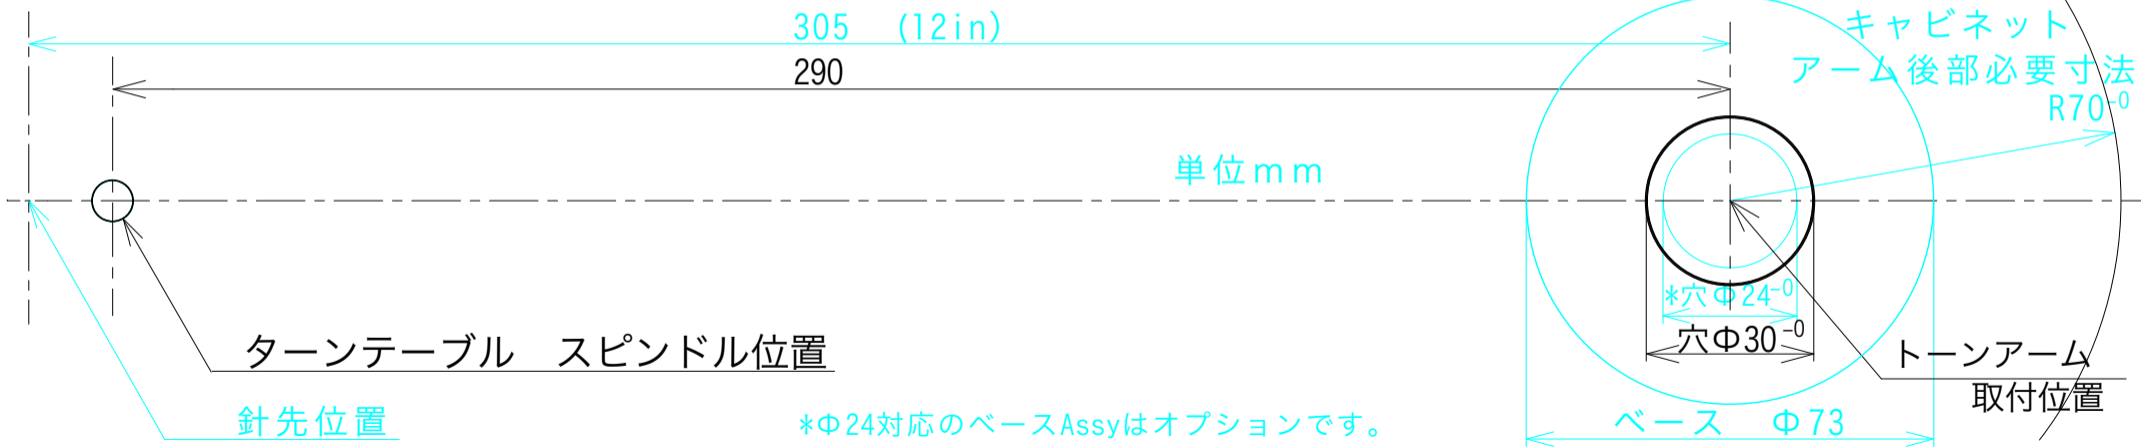 305 (12in)
290
キャビネット
アーム後部必要寸法
R70-0
単位mm
*穴Φ24-0
穴Φ30-0
ターンテーブル スピンドル位置
トーンアーム
取付位置
針先位置
*Φ24対応のベースAssyはオプションです。
ベース Φ73